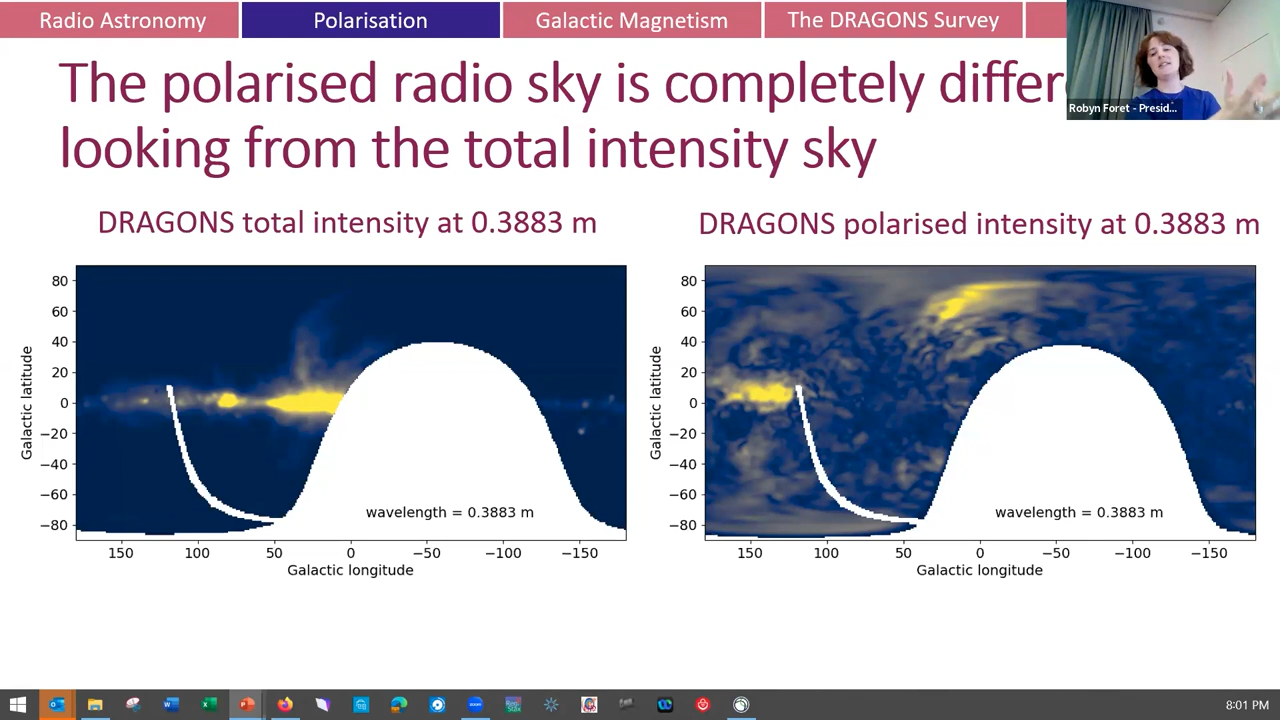 Radio Astronomy
Polarisation
Galactic Magnetism
The DRAGONS Survey
The polarised radio sky is completely differ
looking from the total intensity sky
Robyn Foret - Presid...
DRAGONS total intensity at 0.3883 m
DRAGONS polarised intensity at 0.3883 m
Galactic latitude
80
60
40
20
0
−20
−40
−60
−80
wavelength = 0.3883 m
150
100
50
0
−50
−100
−150
Galactic longitude
Galactic latitude
80
60
40
20
0
−20
−40
−60
−80
wavelength = 0.3883 m
150
100
50
0
−50
−100
−150
Galactic longitude
8:01 PM